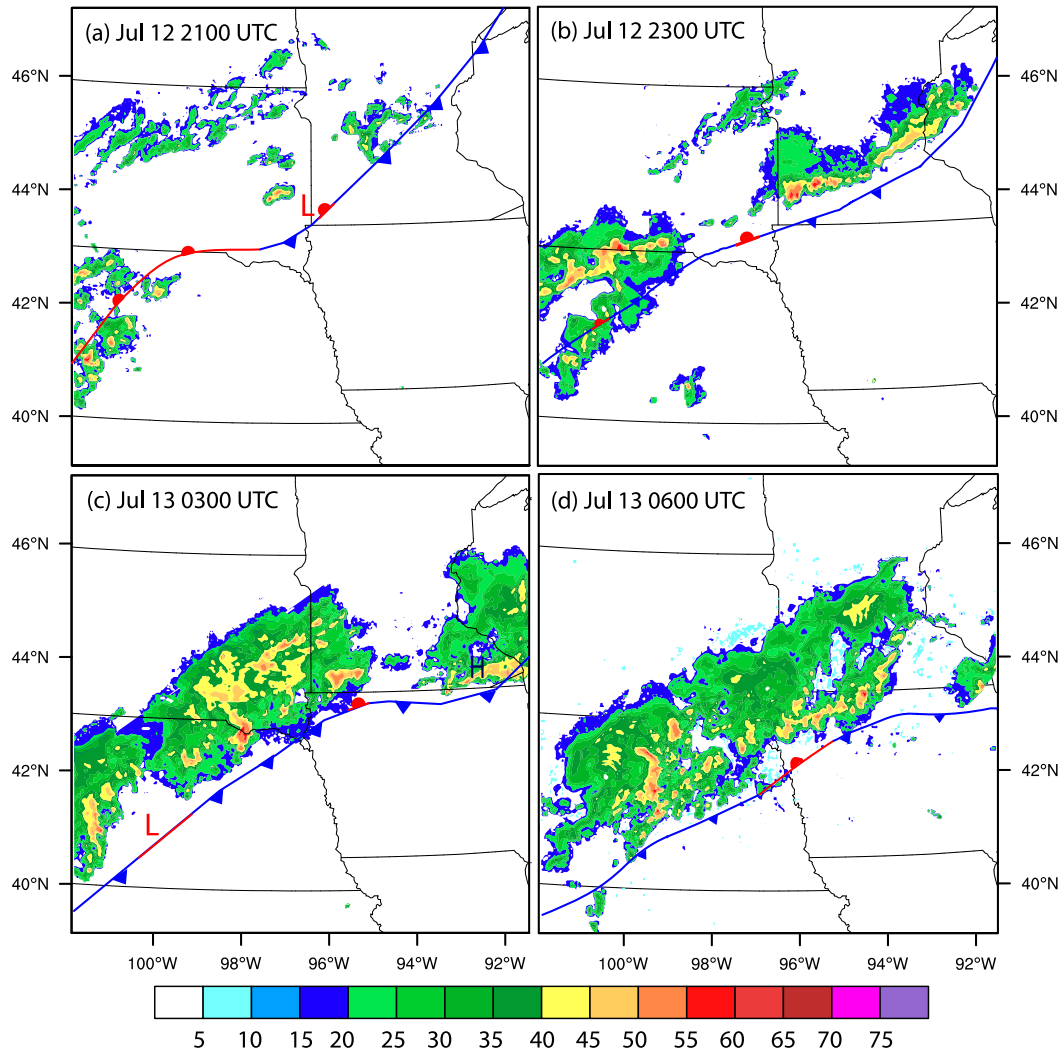 (a) Jul 12 2100 UTC
(b) Jul 12 2300 UTC
46°N
46°N
44°N
L
44°N
42°N
42°N
40°N
40°N
(c) Jul 13 0300 UTC
(d) Jul 13 0600 UTC
46°N
46°N
44°N
H
44°N
42°N
42°N
L
40°N
40°N
100°W 98°W 96°W 94°W 92°W
100°W 98°W 96°W 94°W 92°W
5 10 15 20 25 30 35 40 45 50 55 60 65 70 75